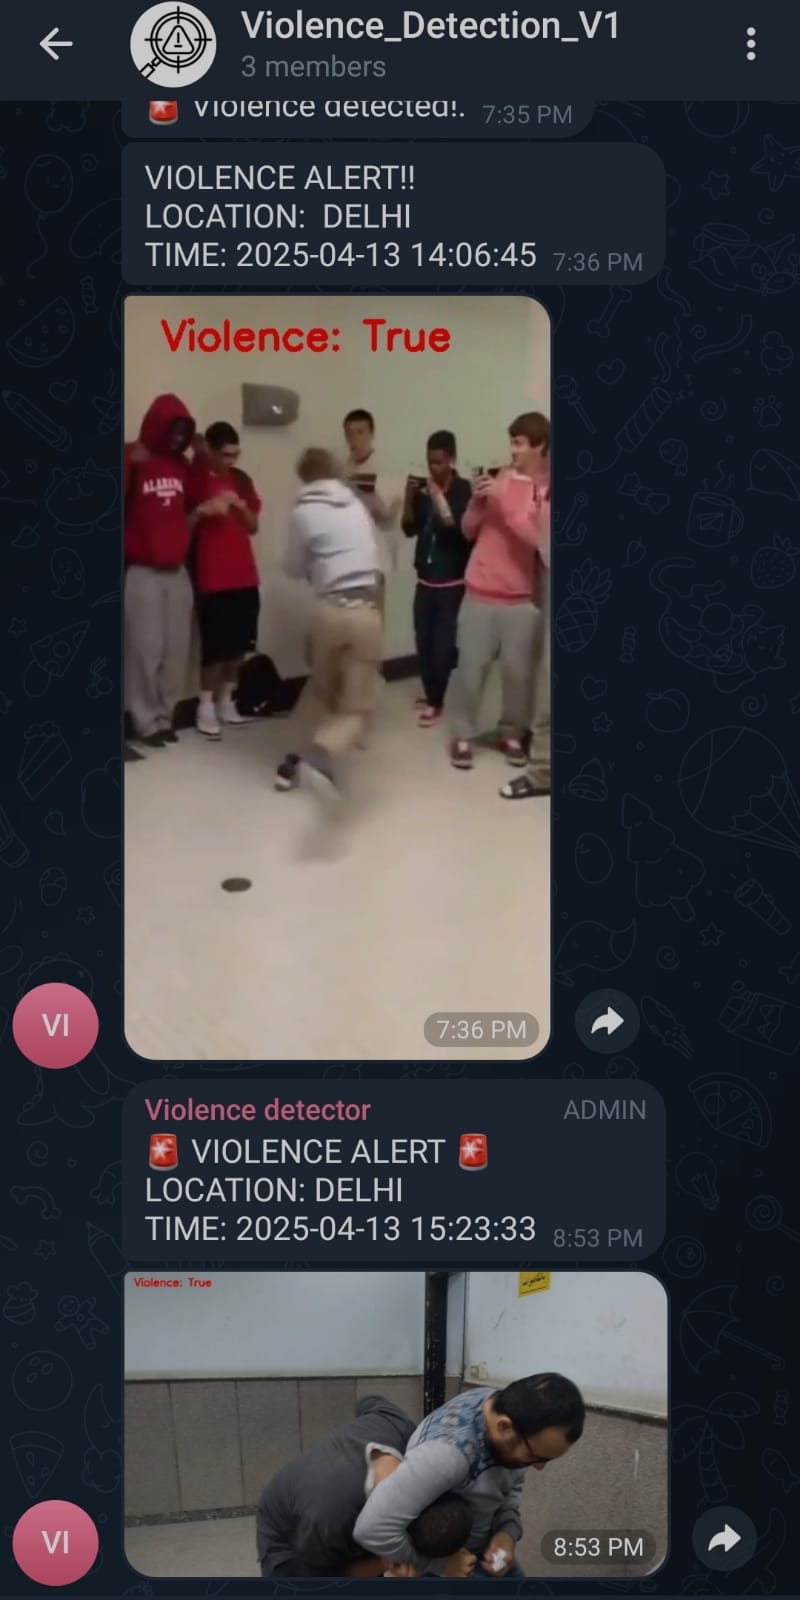 Violence_Detection_V1
3 members
🚨 Violence detected!. 7:35 PM
VIOLENCE ALERT!!
LOCATION:  DELHI
TIME: 2025-04-13 14:06:45 7:36 PM
Violence: True
ALABAMA
7:36 PM
VI
Violence detector ADMIN
🚨 VIOLENCE ALERT 🚨
LOCATION: DELHI
TIME: 2025-04-13 15:23:33 8:53 PM
Violence: True
8:53 PM
VI